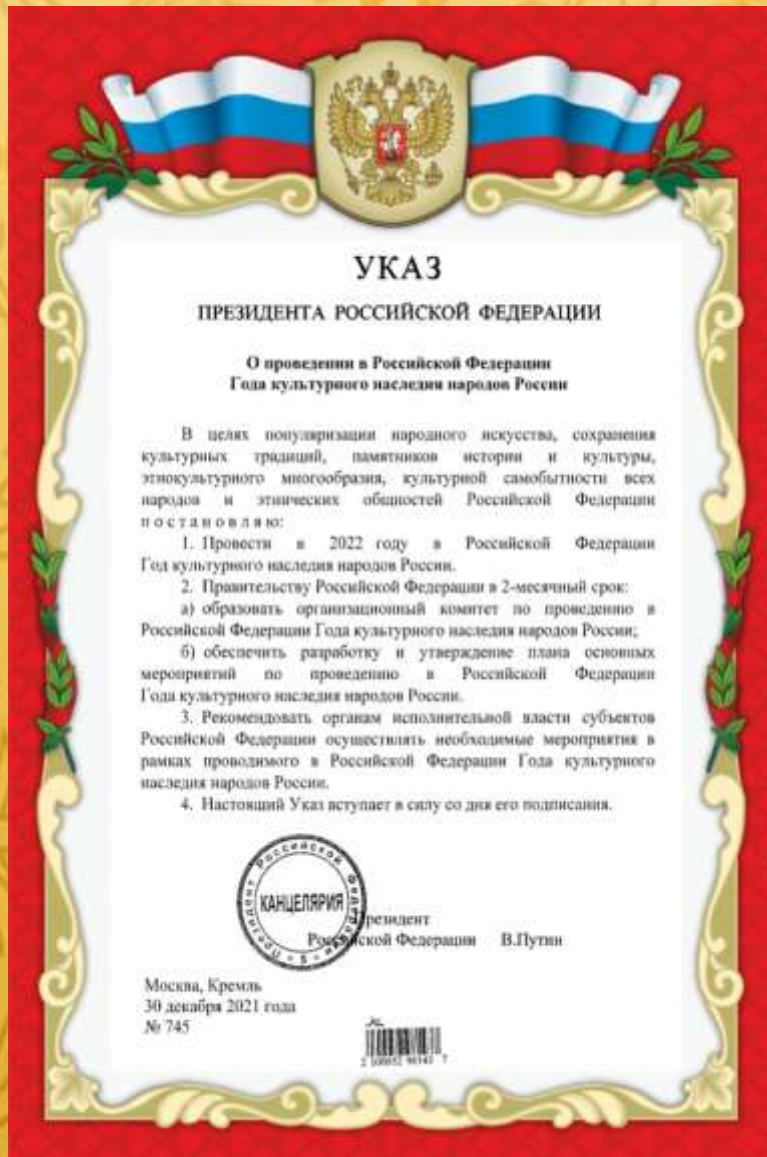 УКАЗ
ПРЕЗИДЕНТА РОССИЙСКОЙ ФЕДЕРАЦИИ
О проведении в Российской Федерации
Года культурного наследия народов России
В целях популяризации народного искусства, сохранения
культурных традиций, памятников истории и культуры,
этнокультурного многообразия, культурной самобытности всех
народов и этнических общностей Российской Федерации
постановляю:
1. Провести в 2022 году в Российской Федерации
Год культурного наследия народов России.
2. Правительству Российской Федерации в 2-месячный срок:
а) образовать организационный комитет по проведению в
Российской Федерации Года культурного наследия народов России;
б) обеспечить разработку и утверждение плана основных
мероприятий по проведению в Российской Федерации
Года культурного наследия народов России.
3. Рекомендовать органам исполнительной власти субъектов
Российской Федерации осуществлять необходимые мероприятия в
рамках проводимого в Российской Федерации Года культурного
наследия народов России.
4. Настоящий Указ вступает в силу со дня его подписания.
Президент Российской Федерации
КАНЦЕЛЯРИЯ
5
Президент
Российской Федерации В.Путин
Москва, Кремль
30 декабря 2021 года
№ 745